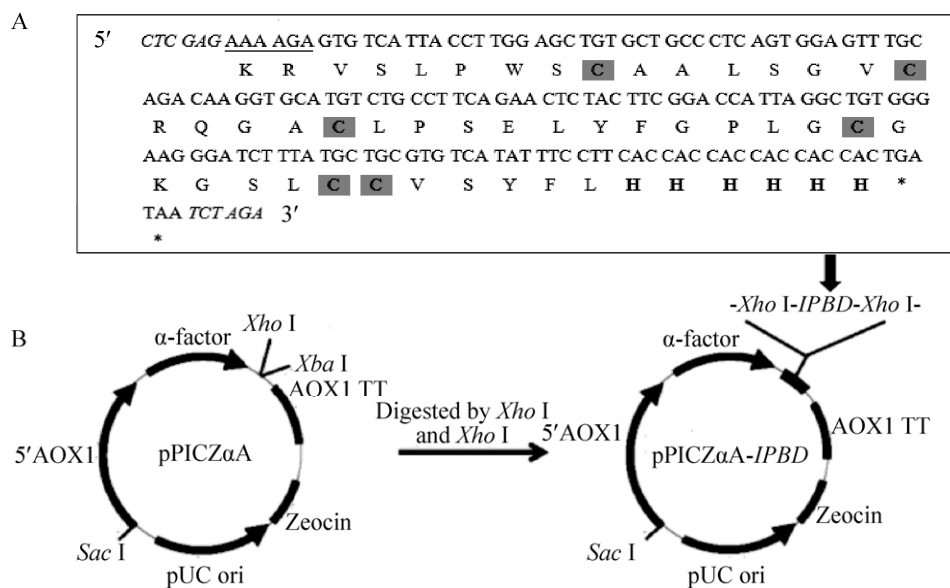 A
5′ CTC GAG AAA AGA GTG TCA TTA CCT TGG AGC TGT GCT GCC CTC AGT GGA GTT TGC
K R V S L P W S C A A L S G V C
AGA CAA GGT GCA TGT CTG CCT TCA GAA CTC TAC TTC GGA CCA TTA GGC TGT GGG
R Q G A C L P S E L Y F G P L G C G
AAG GGA TCT TTA TGC TGC GTG TCA TAT TTC CTT CAC CAC CAC CAC CAC CAC TGA
K G S L C C V S Y F L H H H H H H *
TAA TCT AGA 3′
*
B
-Xho I-IPBD-Xho I-
α-factor
Xho I
Xba I
AOX1 TT
5′AOX1
pPICZαA
Zeocin
Sac I
pUC ori
Digested by Xho I
and Xho I
α-factor
5′AOX1
AOX1 TT
pPICZαA-IPBD
Zeocin
Sac I
pUC ori